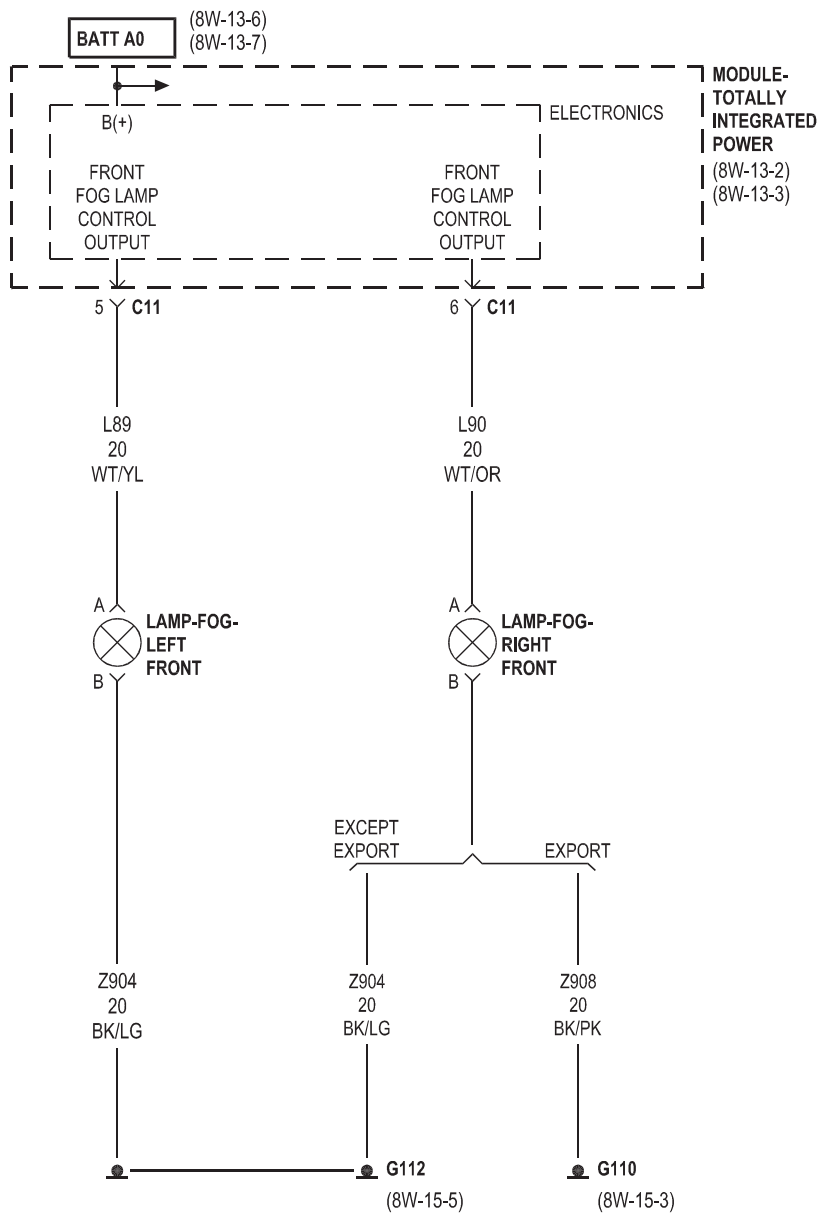 BATT A0
(8W-13-6)
(8W-13-7)
MODULE-
TOTALLY
INTEGRATED
POWER
(8W-13-2)
(8W-13-3)
ELECTRONICS
B(+)
FRONT
FOG LAMP
CONTROL
OUTPUT
FRONT
FOG LAMP
CONTROL
OUTPUT
5 C11
6 C11
L89
20
WT/YL
L90
20
WT/OR
A
LAMP-FOG-
LEFT
FRONT
B
A
LAMP-FOG-
RIGHT
FRONT
B
EXCEPT
EXPORT
EXPORT
Z904
20
BK/LG
Z904
20
BK/LG
Z908
20
BK/PK
G112
(8W-15-5)
G110
(8W-15-3)